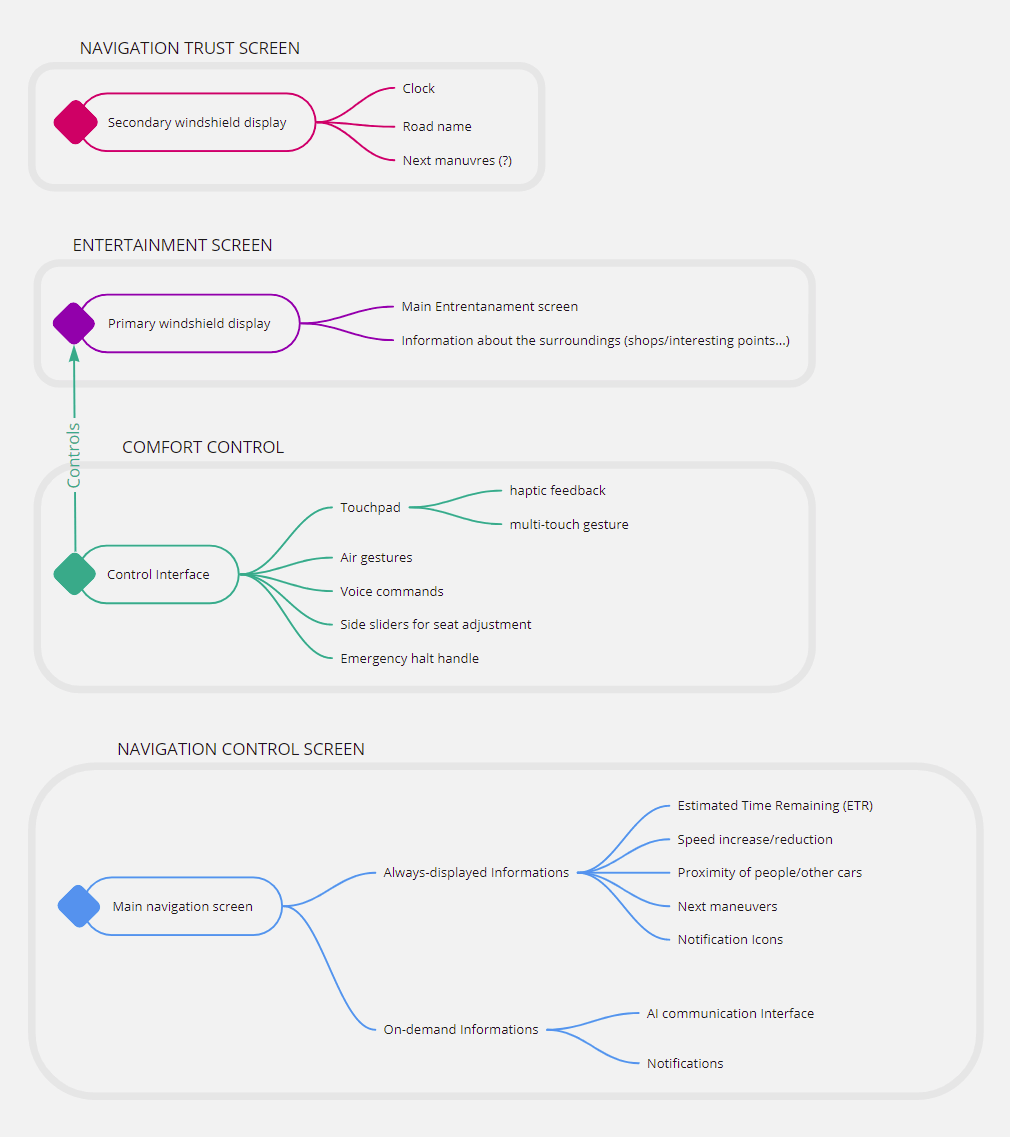 NAVIGATION TRUST SCREEN
Secondary windshield display
Clock
Road name
Next manuvres (?)
ENTERTAINMENT SCREEN
Primary windshield display
Main Entrentanament screen
Information about the surroundings (shops/interesting points...)
Controls
COMFORT CONTROL
Control Interface
Touchpad
haptic feedback
multi-touch gesture
Air gestures
Voice commands
Side sliders for seat adjustment
Emergency halt handle
NAVIGATION CONTROL SCREEN
Main navigation screen
Always-displayed Informations
Estimated Time Remaining (ETR)
Speed increase/reduction
Proximity of people/other cars
Next maneuvers
Notification Icons
On-demand Informations
AI communication Interface
Notifications